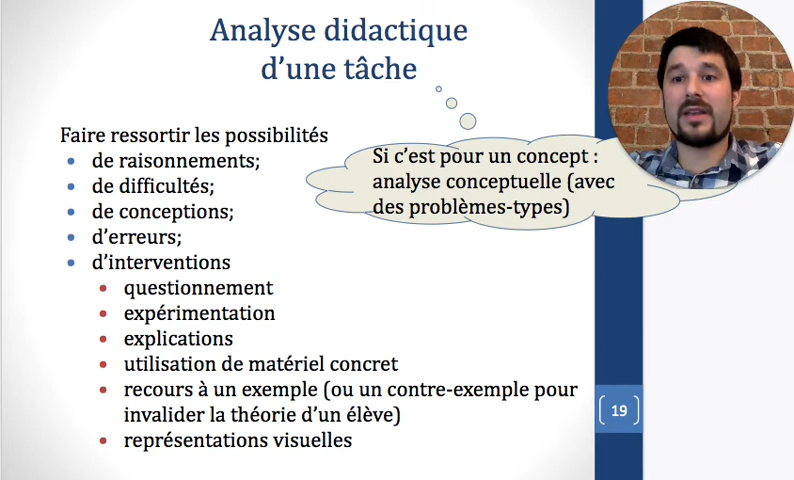 Analyse didactique
d’une tâche
Faire ressortir les possibilités
• de raisonnements;
• de difficultés;
• de conceptions;
• d’erreurs;
• d’interventions
• questionnement
• expérimentation
• explications
• utilisation de matériel concret
• recours à un exemple (ou un contre-exemple pour
invalider la théorie d’un élève)
• représentations visuelles
Si c’est pour un concept :
analyse conceptuelle (avec
des problèmes-types)
19